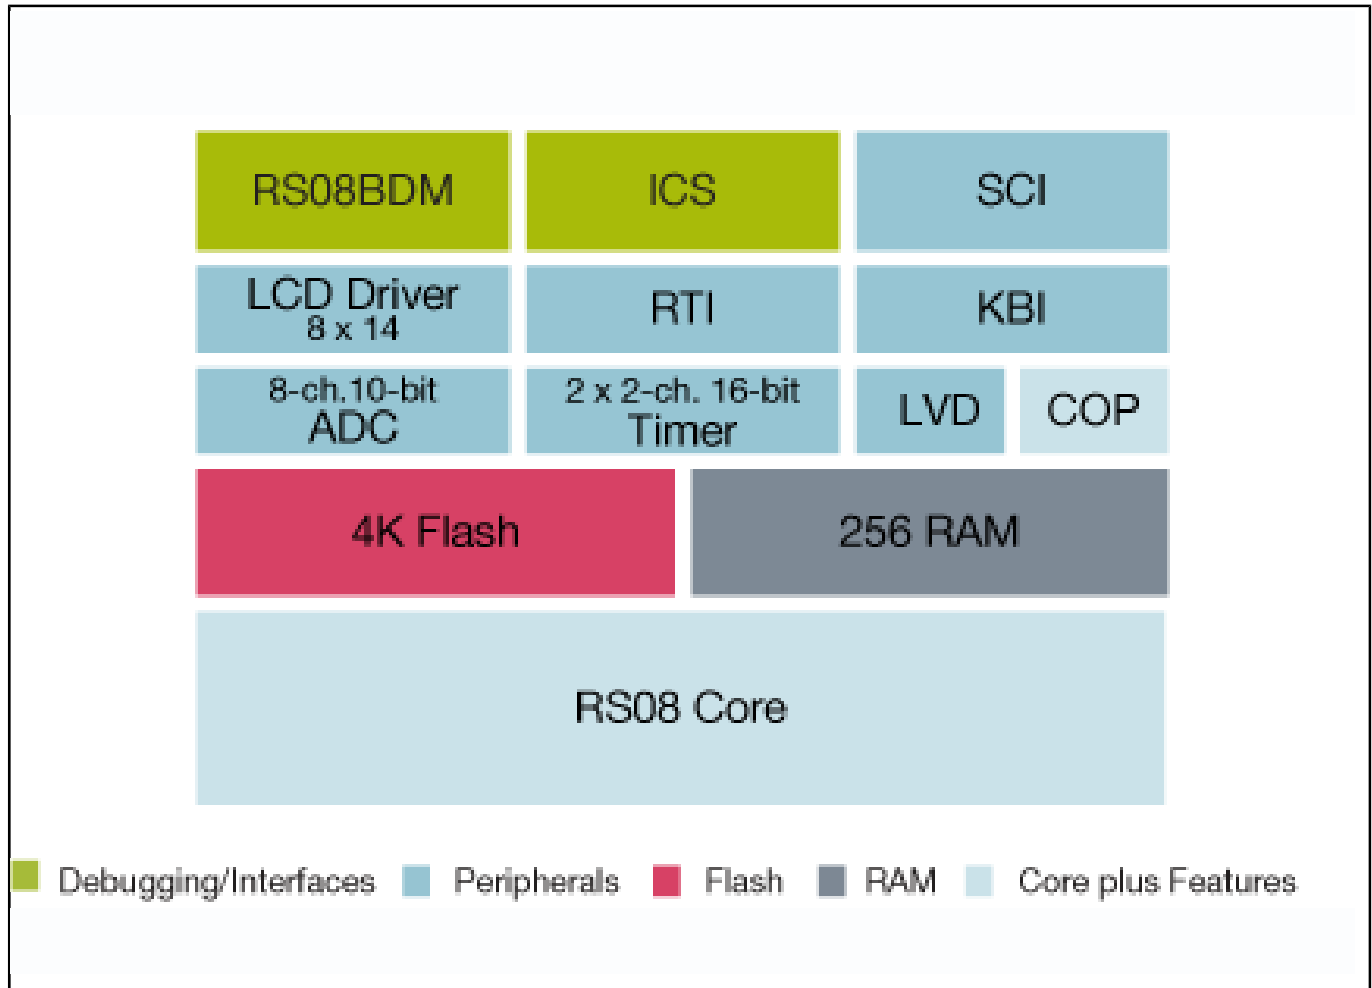 RS08BDM
ICS
SCI
LCD Driver
8 x 14
RTI
KBI
8-ch.10-bit
ADC
2 x 2-ch. 16-bit
Timer
LVD
COP
4K Flash
256 RAM
RS08 Core
Debugging/Interfaces
Peripherals
Flash
RAM
Core plus Features